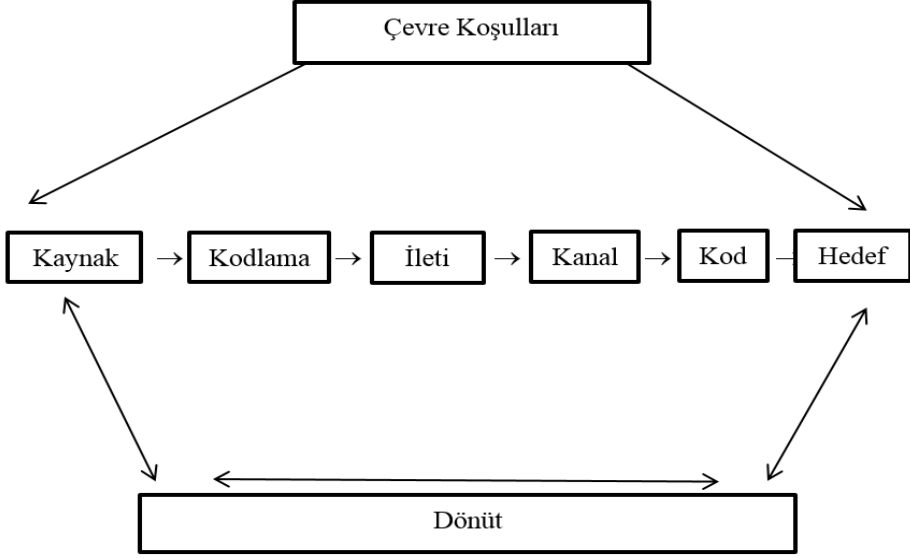 Çevre Koşulları
Kaynak
Kodlama
İleti
Kanal
Kod
Hedef
Dönüt